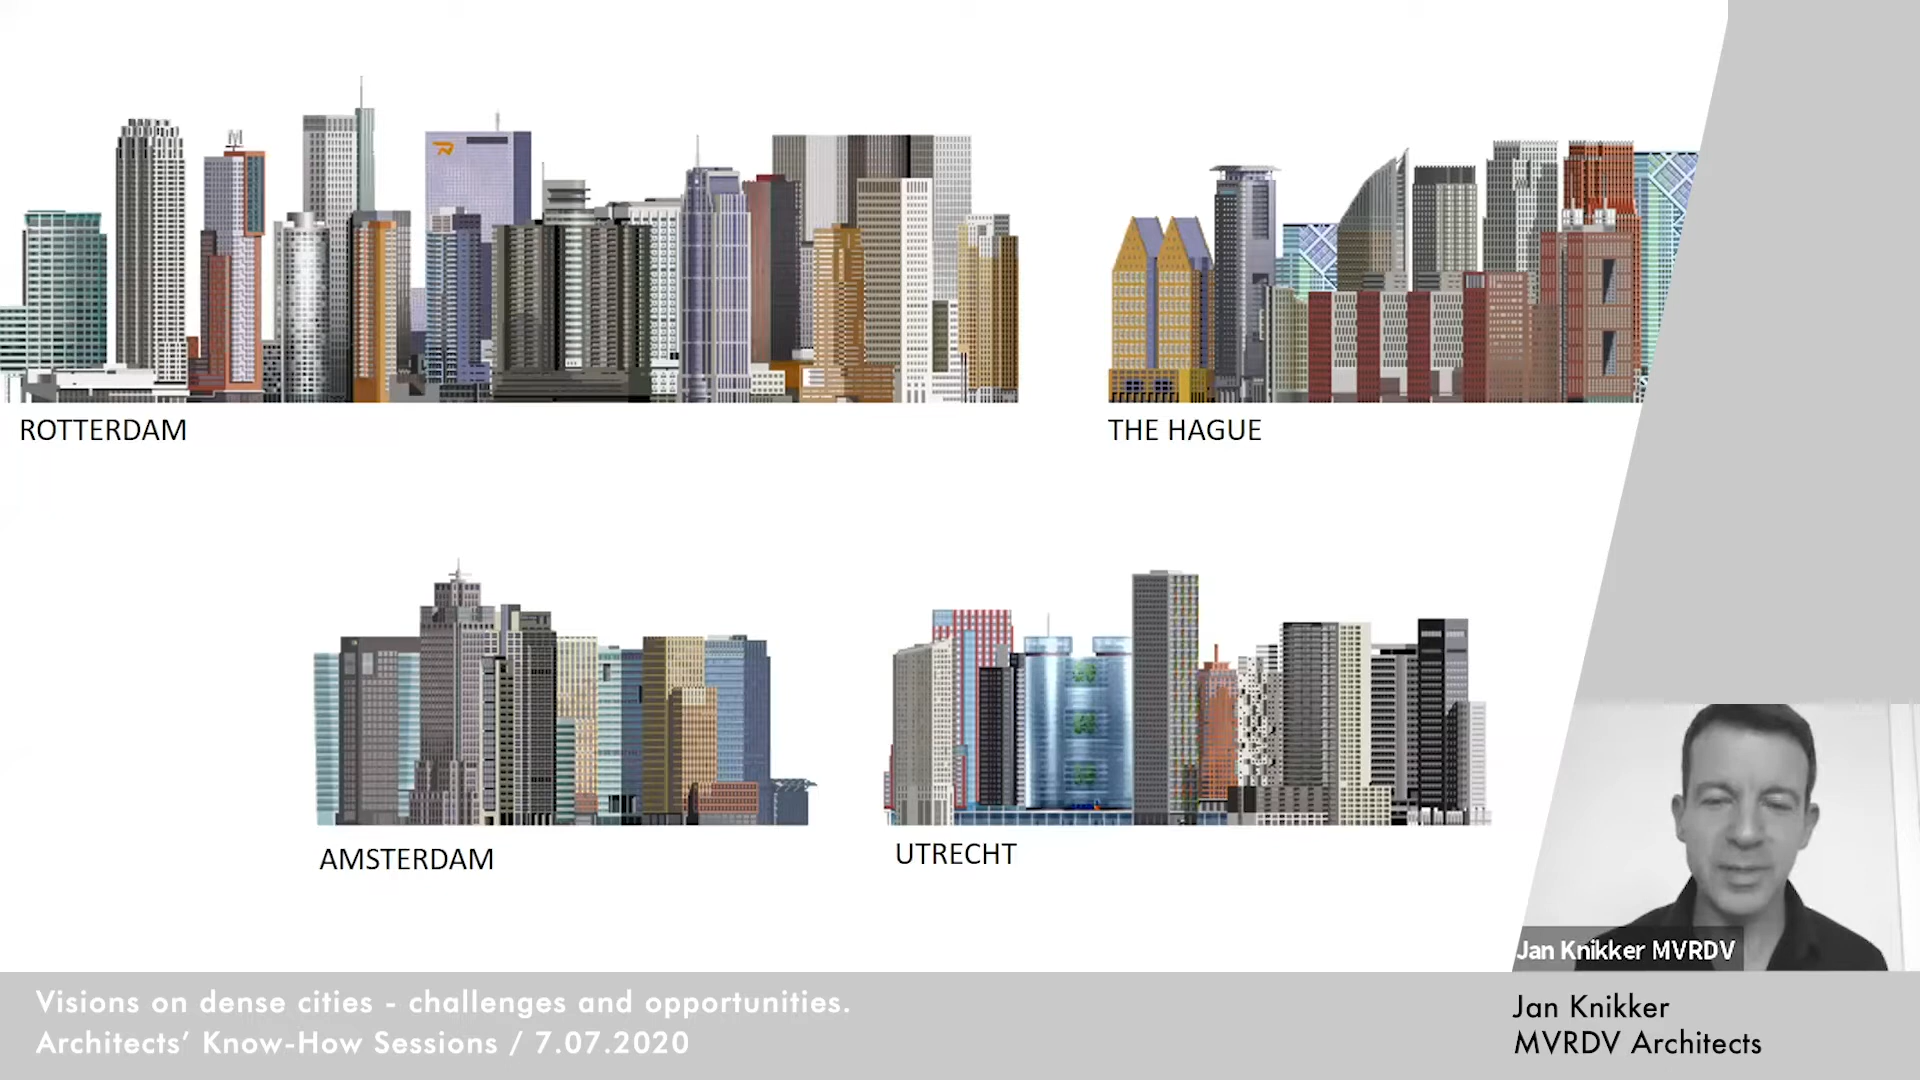 M
ROTTERDAM
THE HAGUE
AMSTERDAM
UTRECHT
Jan Knikker MVRDV
Visions on dense cities - challenges and opportunities.
Architects’ Know-How Sessions / 7.07.2020
Jan Knikker
MVRDV Architects